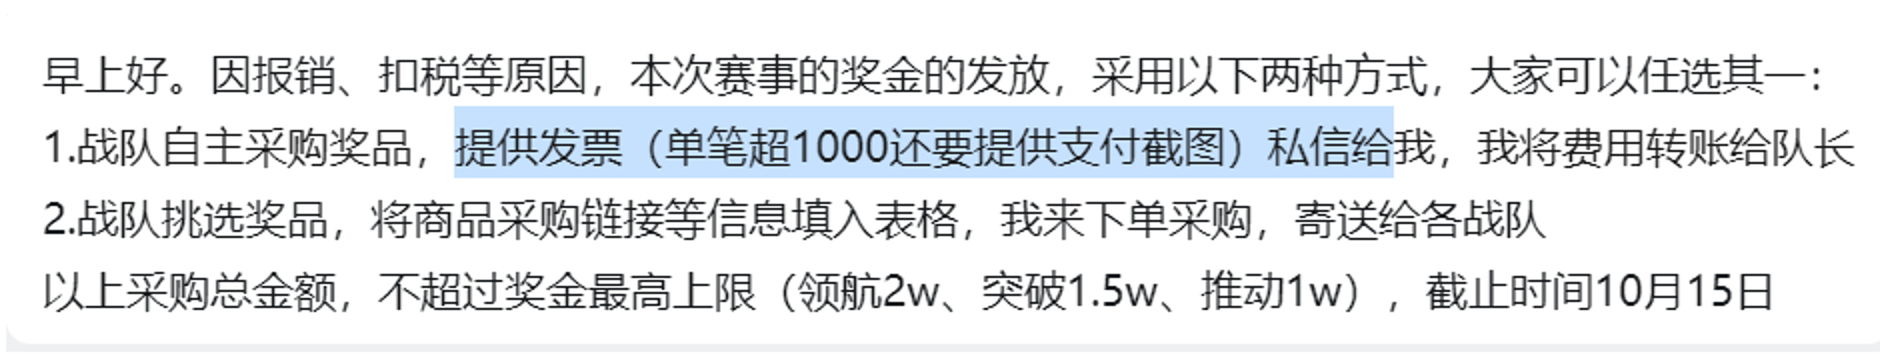 早上好。因报销、扣税等原因，本次赛事的奖金的发放，采用以下两种方式，大家可以任选其一：
1.战队自主采购奖品，提供发票（单笔超1000还要提供支付截图）私信给我，我将费用转账给队长
2.战队挑选奖品，将商品采购链接等信息填入表格，我来下单采购，寄送给各战队
以上采购总金额，不超过奖金最高上限（领航2w、突破1.5w、推动1w），截止时间10月15日